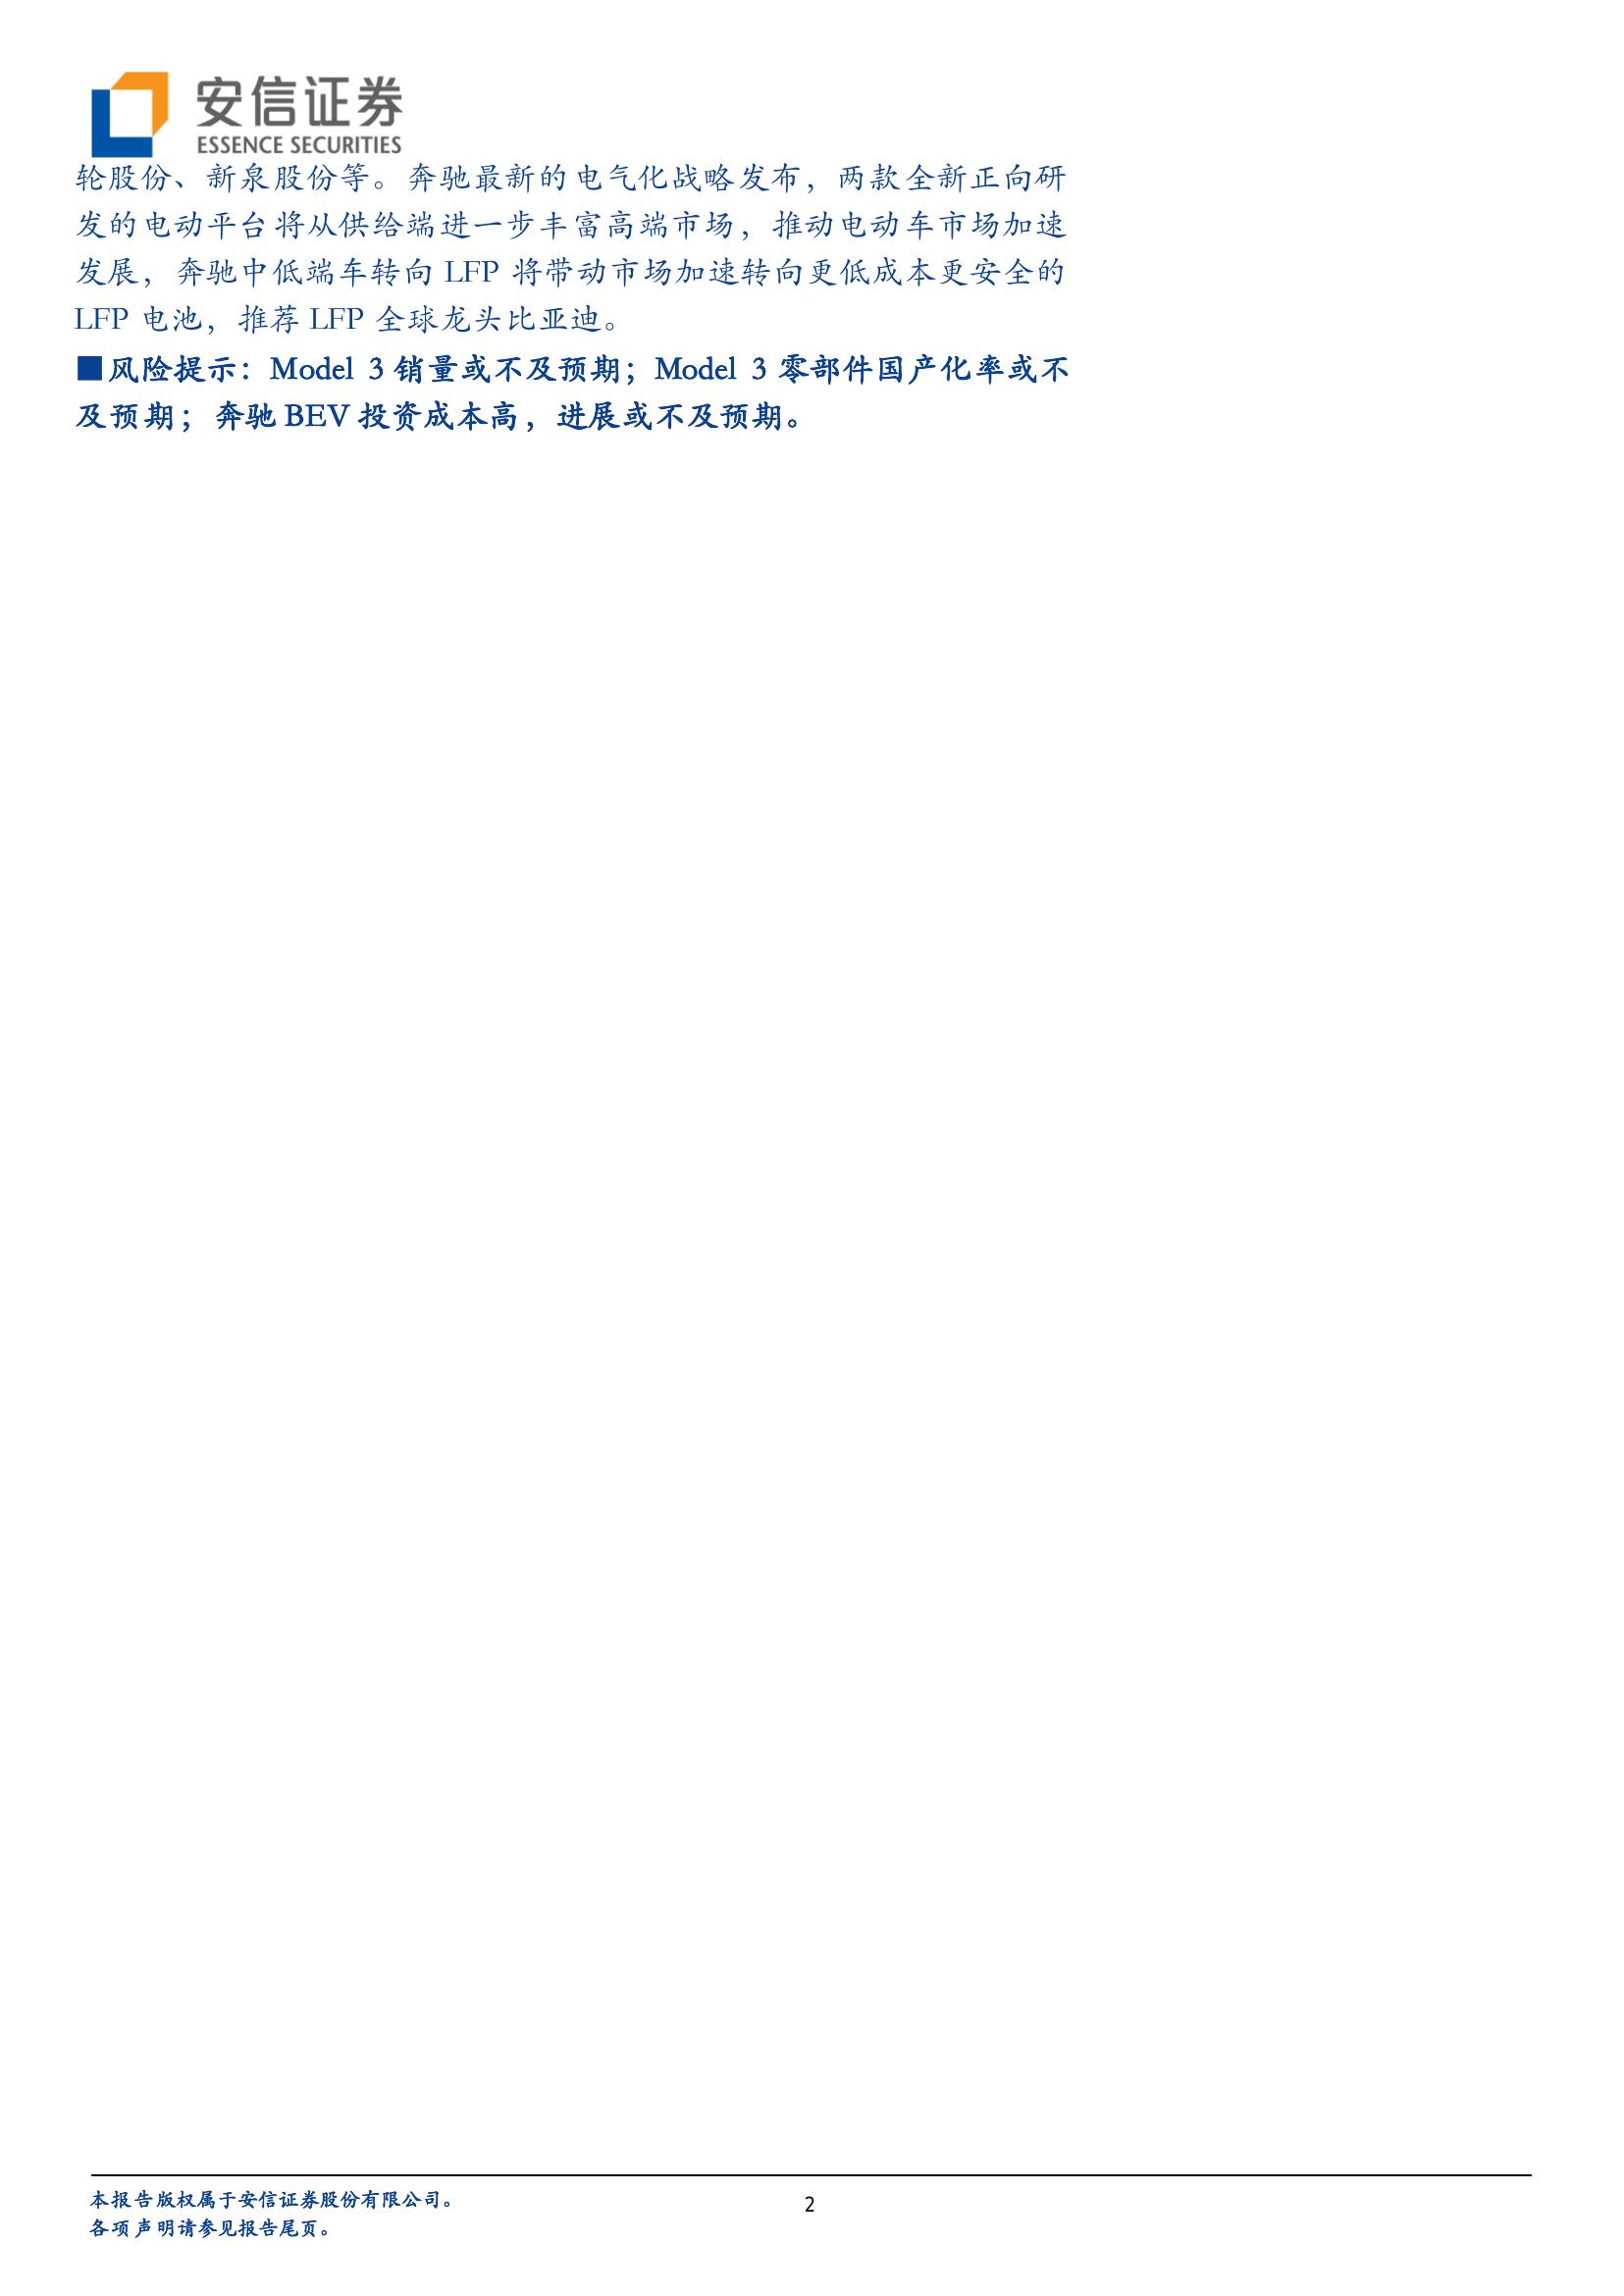 安信证券
ESSENCE SECURITIES
轮股份、新泉股份等。奔驰最新的电气化战略发布，两款全新正向研
发的电动平台将从供给端进一步丰富高端市场，推动电动车市场加速
发展，奔驰中低端车转向 LFP 将带动市场加速转向更低成本更安全的
LFP 电池，推荐 LFP 全球龙头比亚迪。
■风险提示：Model 3 销量或不及预期；Model 3 零部件国产化率或不
及预期；奔驰 BEV 投资成本高，进展或不及预期。
本报告版权属于安信证券股份有限公司。
2
各项声明请参见报告尾页。